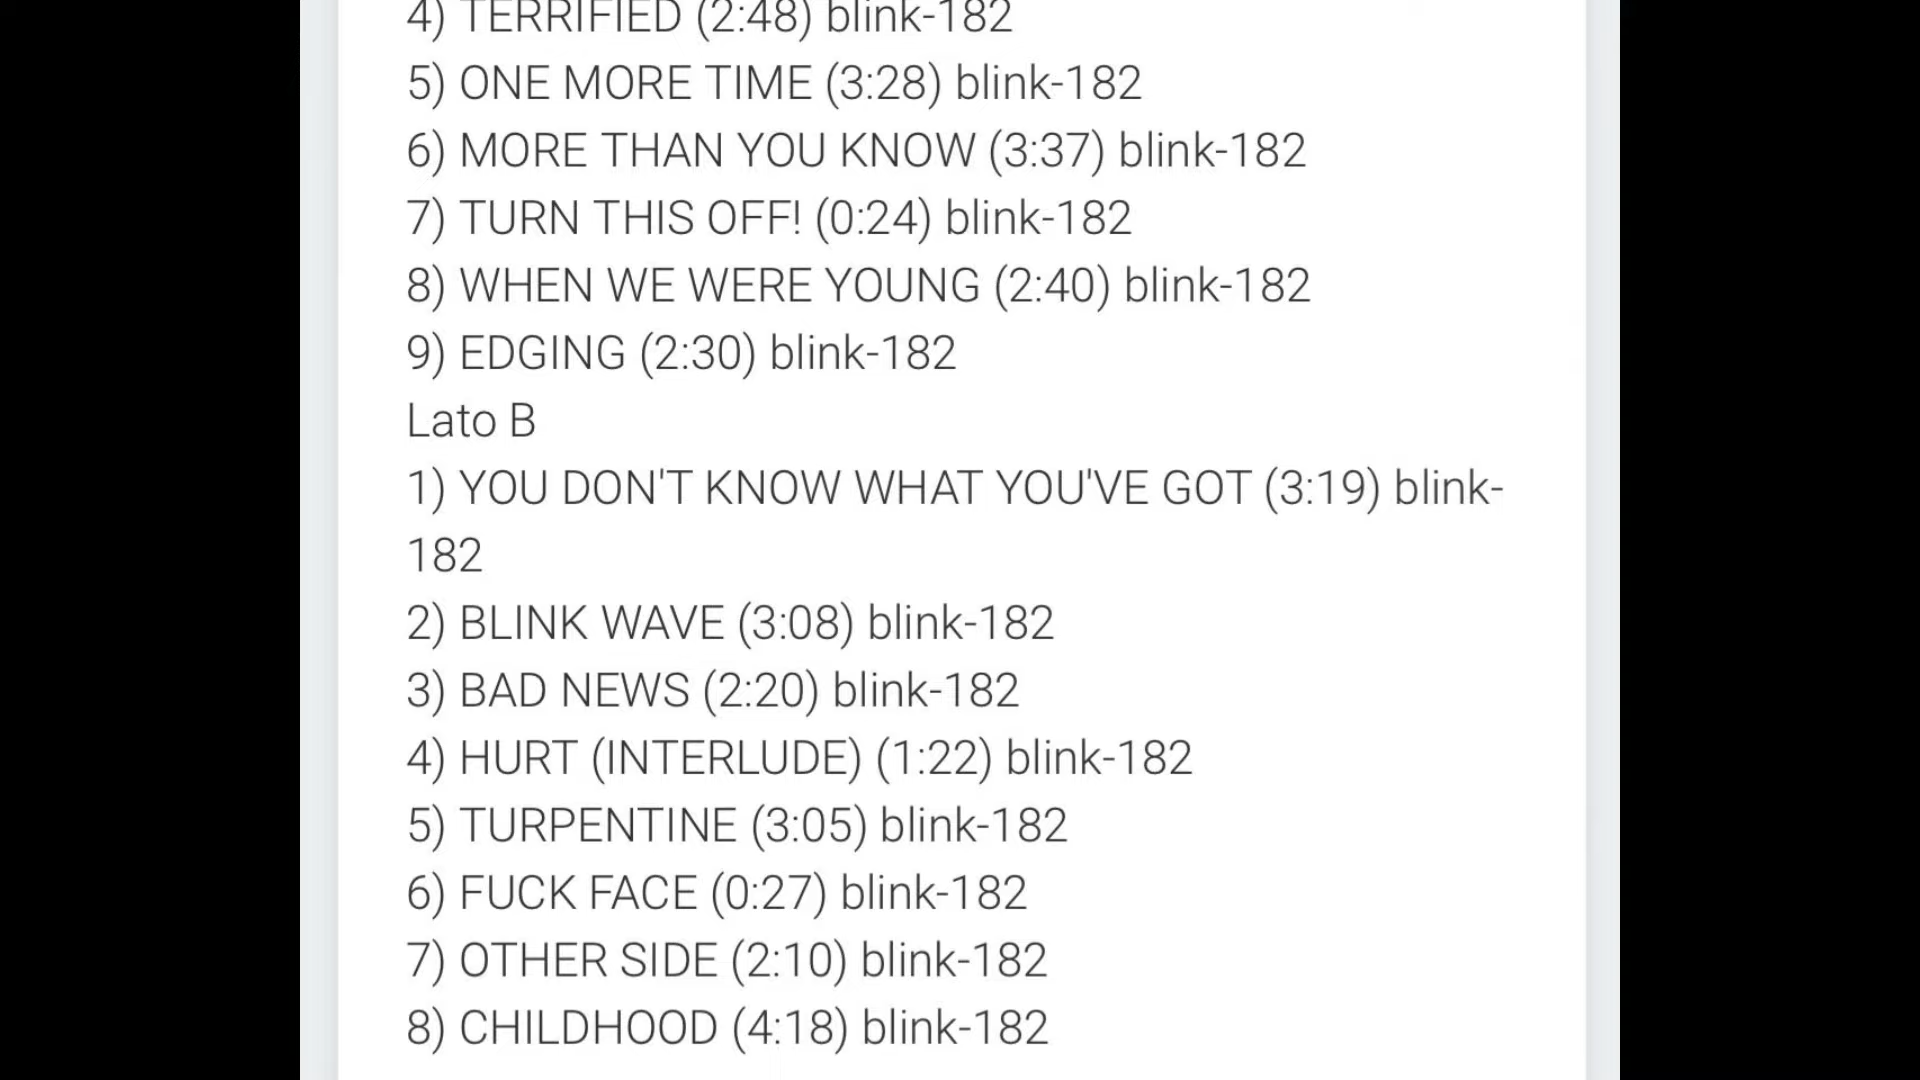 4) TERRIFIED (2:48) blink-182
5) ONE MORE TIME (3:28) blink-182
6) MORE THAN YOU KNOW (3:37) blink-182
7) TURN THIS OFF! (0:24) blink-182
8) WHEN WE WERE YOUNG (2:40) blink-182
9) EDGING (2:30) blink-182
Lato B
1) YOU DON'T KNOW WHAT YOU'VE GOT (3:19) blink-
182
2) BLINK WAVE (3:08) blink-182
3) BAD NEWS (2:20) blink-182
4) HURT (INTERLUDE) (1:22) blink-182
5) TURPENTINE (3:05) blink-182
6) FUCK FACE (0:27) blink-182
7) OTHER SIDE (2:10) blink-182
8) CHILDHOOD (4:18) blink-182